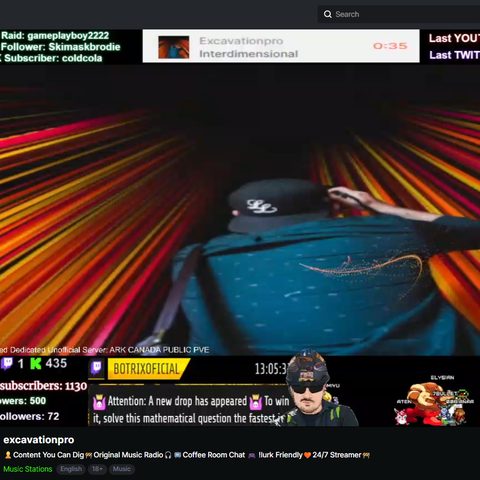 Search
Raid: gameplayboy2222
Follower: Skimaskbrodie
Subscriber: coldcola
Excavationpro
Interdimensional
0:35
Last YOUT
Last TWIT
ed Dedicated Unofficial Server: ARK CANADA PUBLIC PVE
1 435
subscribers: 1130
owers: 500
ollowers: 72
BOTRIXOFICIAL
13:05:3
Attention: A new drop has appeared To win
it, solve this mathematical question the fastest
ELYSIAN
excavationpro
Content You Can Dig Original Music Radio Coffee Room Chat !lurk Friendly 24/7 Streamer
Music Stations English 18+ Music